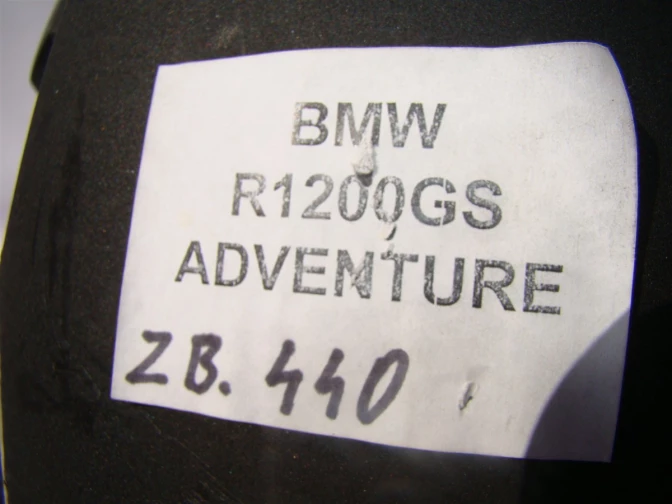 BMW
R1200GS
ADVENTURE
ZB. 440